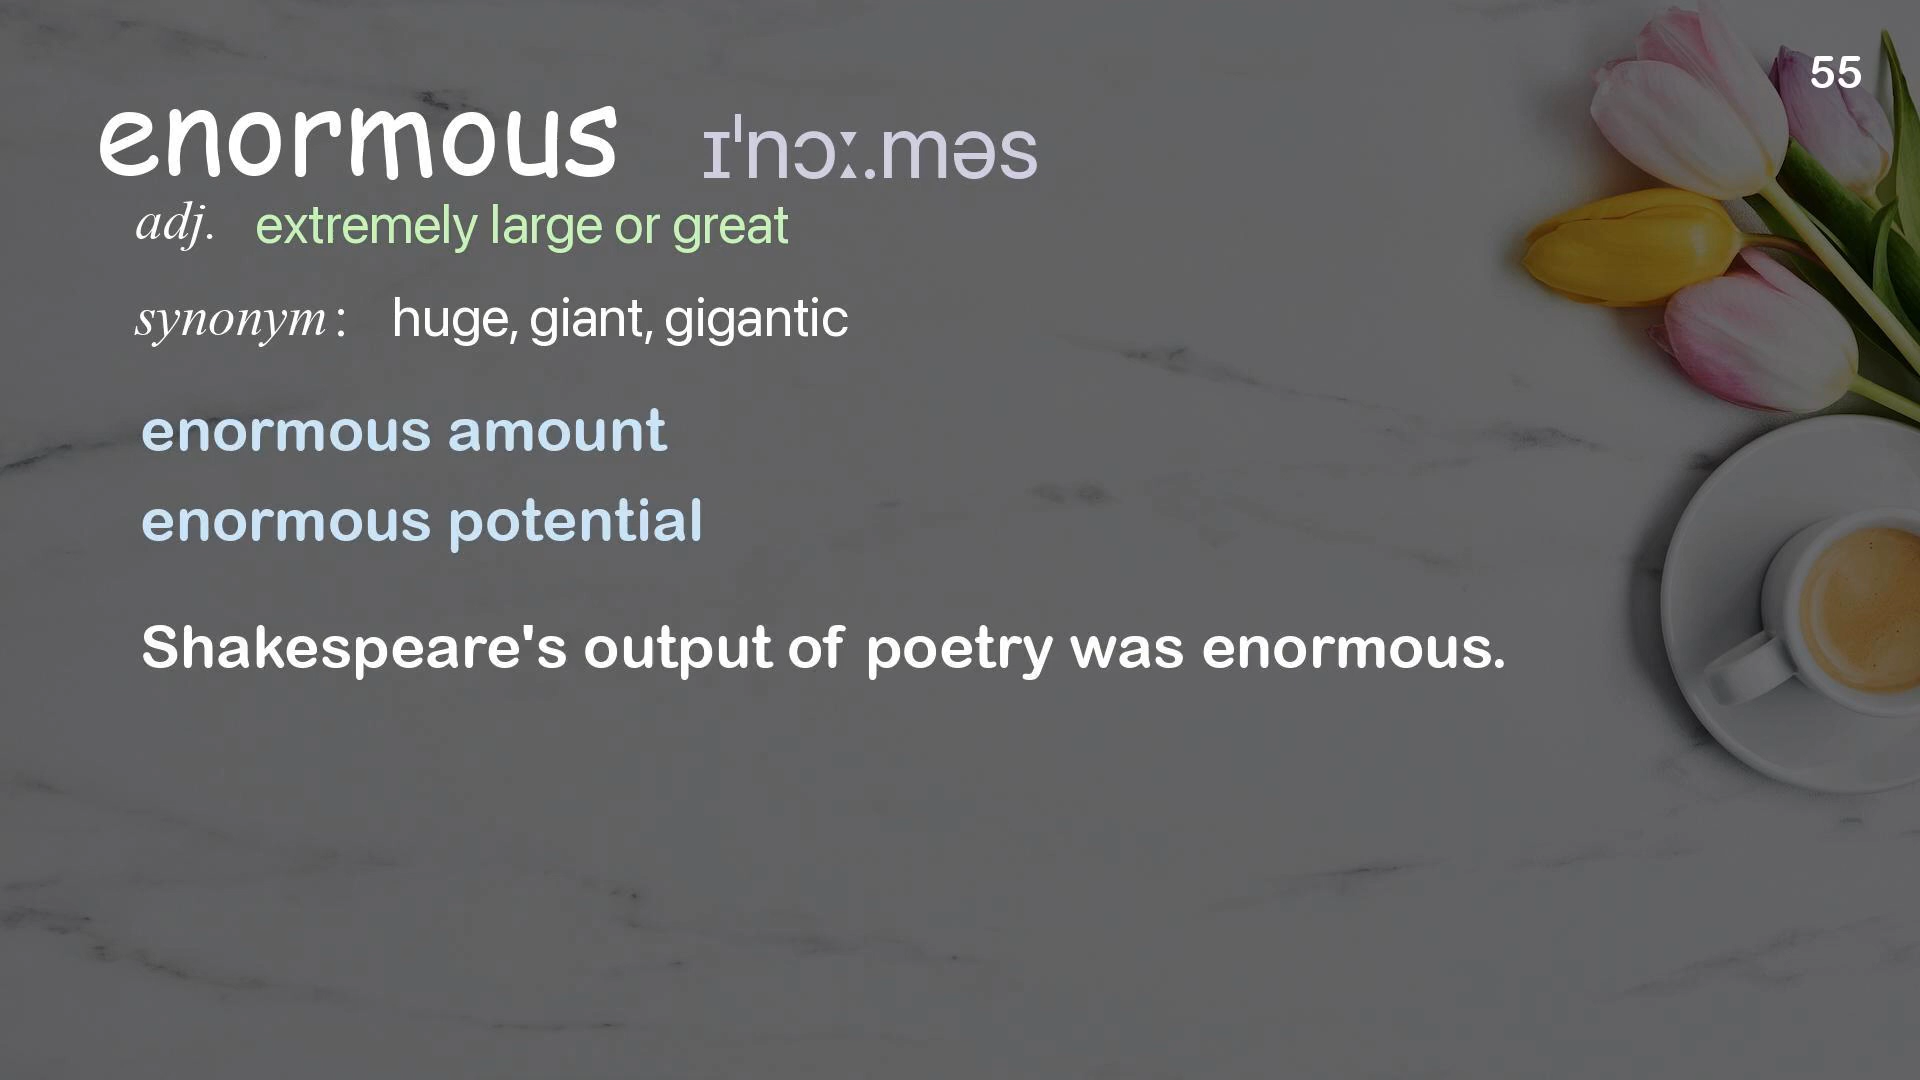 55
enormous ɪˈnɔː.məs
adj. extremely large or great
synonym: huge, giant, gigantic
enormous amount
enormous potential
Shakespeare's output of poetry was enormous.